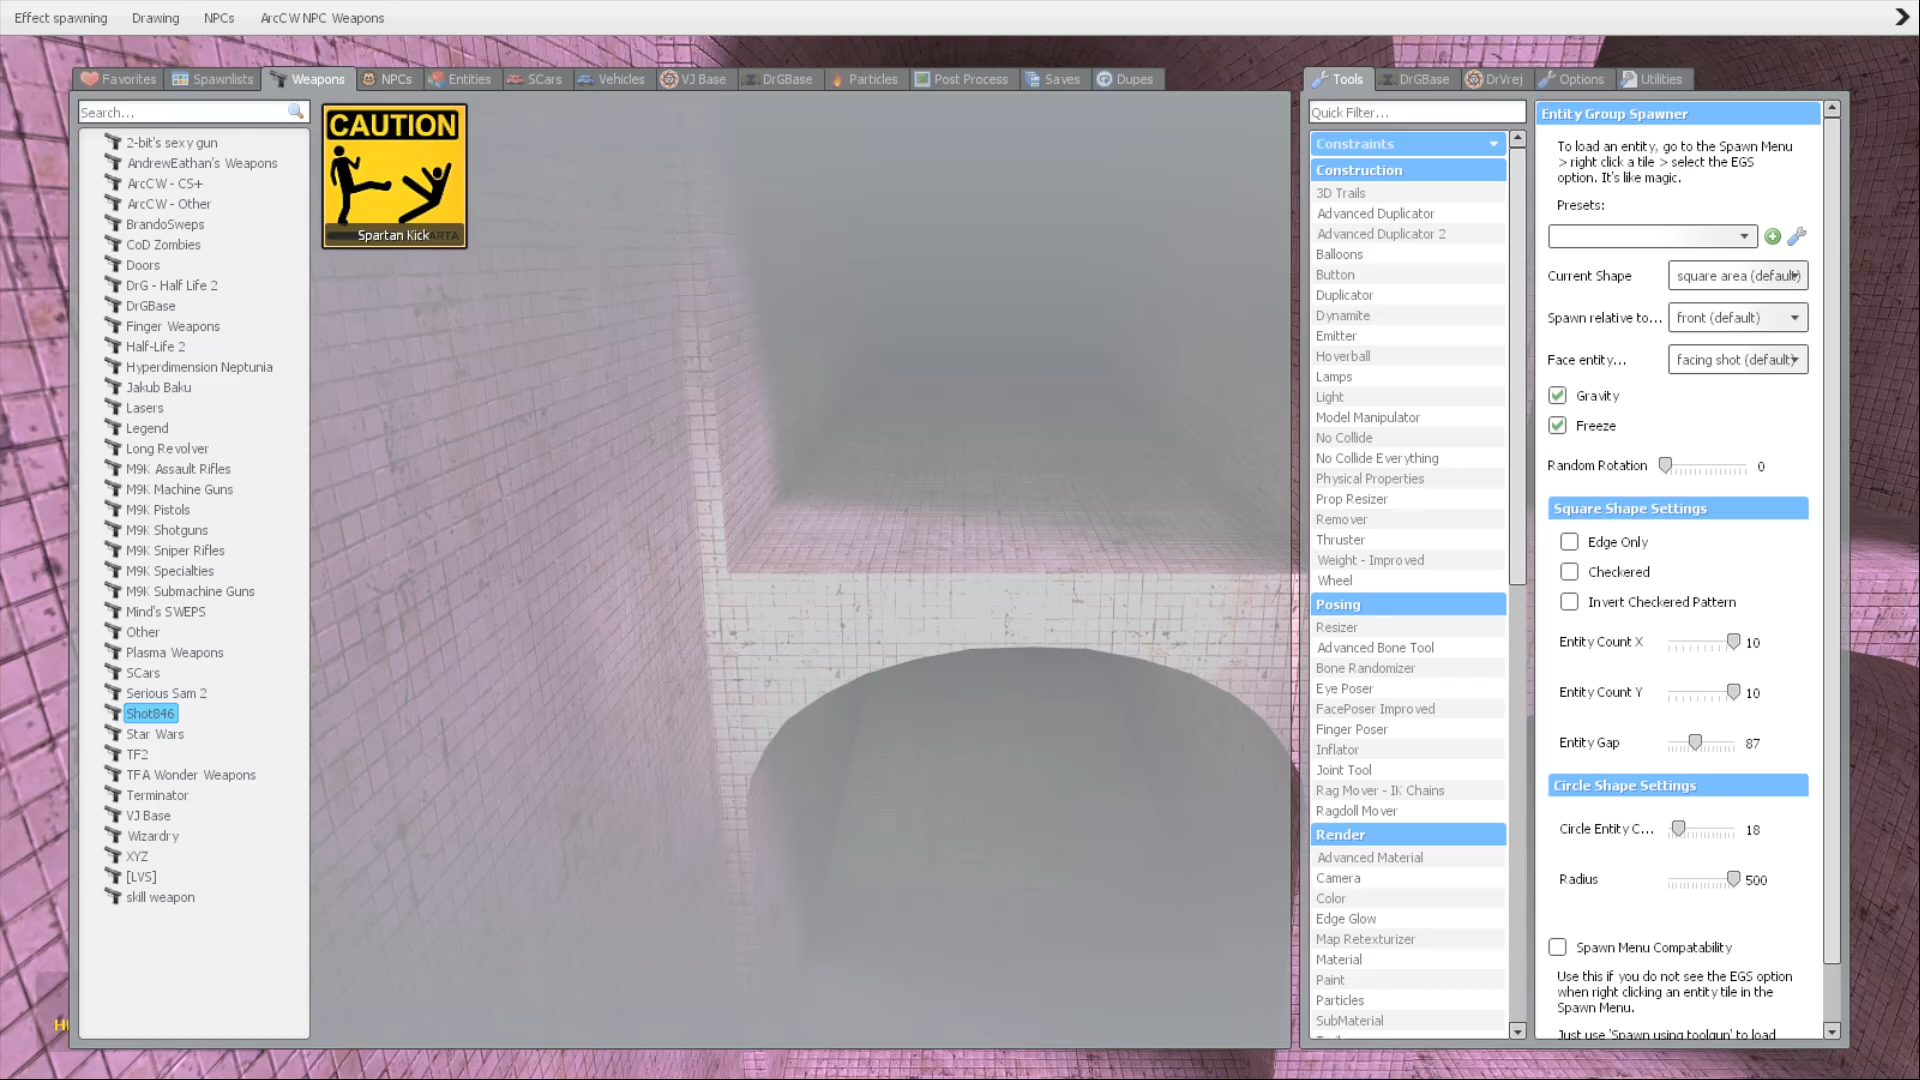 Effect spawning
Drawing
NPCs
ArcCW NPC Weapons
Favorites
Spawnlists
Weapons
NPCs
Entities
SCars
Vehicles
VJ Base
DrGBase
Particles
Post Process
Saves
Dupes
Search...
2-bit's sexy gun
AndrewEathan's Weapons
ArcCW - CS+
ArcCW - Other
BrandoSweps
CoD Zombies
Doors
DrG - Half Life 2
DrGBase
Finger Weapons
Half-Life 2
Hyperdimension Neptunia
Jakub Baku
Lasers
Legend
Long Revolver
M9K Assault Rifles
M9K Machine Guns
M9K Pistols
M9K Shotguns
M9K Sniper Rifles
M9K Specialties
M9K Submachine Guns
Mind's SWEPS
Other
Plasma Weapons
SCars
Serious Sam 2
Shot846
Star Wars
TF2
TFA Wonder Weapons
Terminator
VJ Base
Wizardry
XYZ
[LVS]
skill weapon
CAUTION
Spartan Kick
Tools
DrGBase
DrVrej
Options
Utilities
Quick Filter...
Constraints
Construction
3D Trails
Advanced Duplicator
Advanced Duplicator 2
Balloons
Button
Duplicator
Dynamite
Emitter
Hoverball
Lamps
Light
Model Manipulator
No Collide
No Collide Everything
Physical Properties
Prop Resizer
Remover
Thruster
Weight - Improved
Wheel
Posing
Resizer
Advanced Bone Tool
Bone Randomizer
Eye Poser
FacePoser Improved
Finger Poser
Inflator
Joint Tool
Rag Mover - IK Chains
Ragdoll Mover
Render
Advanced Material
Camera
Color
Edge Glow
Map Retexturizer
Material
Paint
Particles
SubMaterial
Entity Group Spawner
To load an entity, go to the Spawn Menu
> right click a tile > select the EGS
option. It's like magic.
Presets:
Current Shape square area (default)
Spawn relative to... front (default)
Face entity... facing shot (default)
Gravity
Freeze
Random Rotation 0
Square Shape Settings
Edge Only
Checkered
Invert Checkered Pattern
Entity Count X 10
Entity Count Y 10
Entity Gap 87
Circle Shape Settings
Circle Entity C... 18
Radius 500
Spawn Menu Compatability
Use this if you do not see the EGS option
when right clicking an entity tile in the
Spawn Menu.
Just use 'Spawn using toolgun' to load